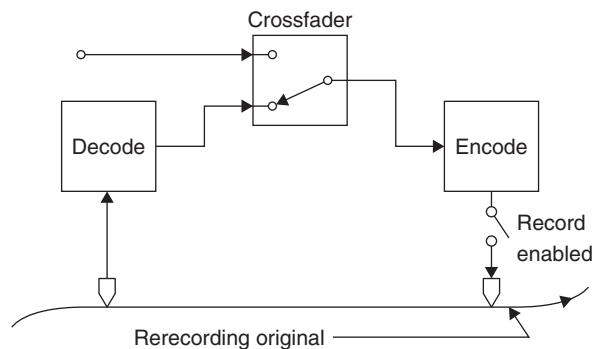 Crossfader
Decode
Encode
Record
enabled
Rerecording original